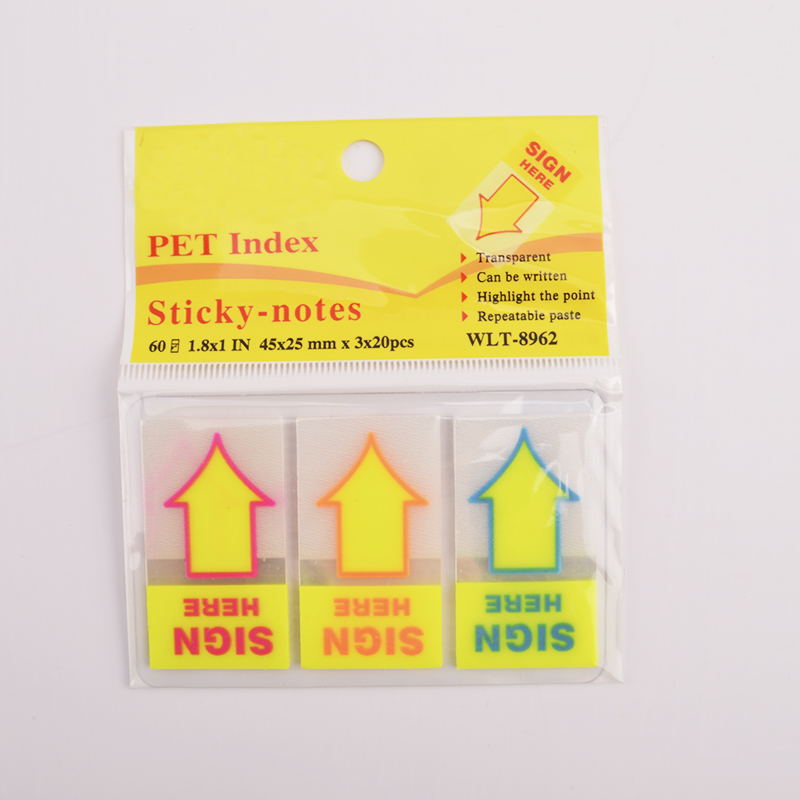 SIGN
HERE
PET Index
Sticky-notes
60 1.8x1 IN 45x25 mm x 3x20pcs
Transparent
Can be written
Highlight the point
Repeatable paste
WLT-8962
SIGN
HERE
SIGN
HERE
SIGN
HERE